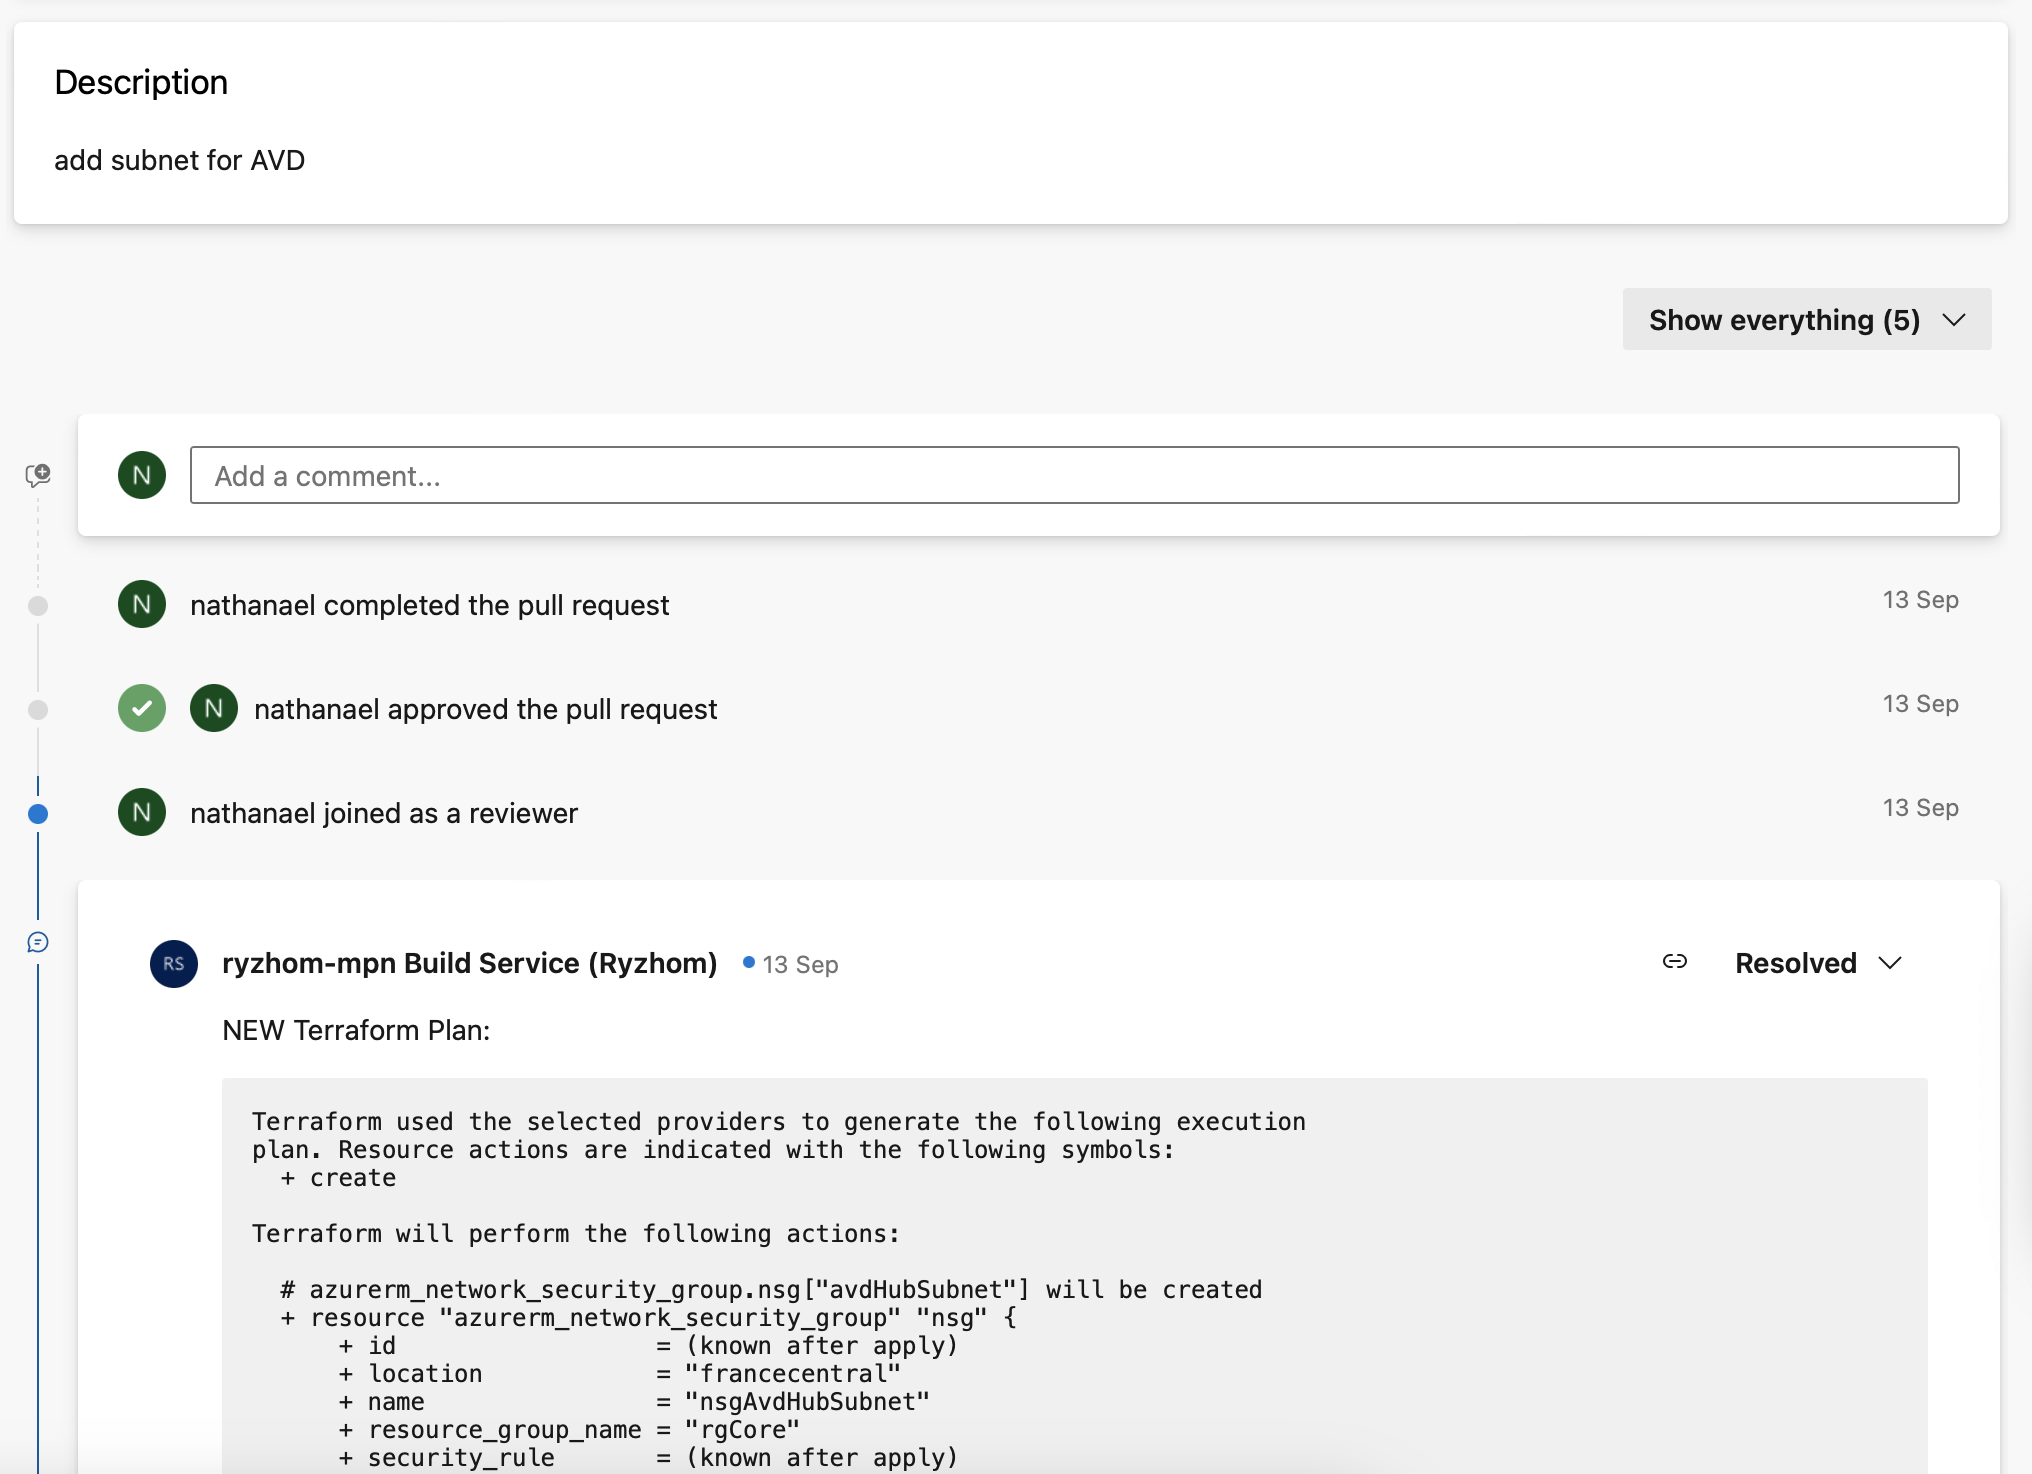 Description
add subnet for AVD
Show everything (5)
N
Add a comment...
N
nathanael completed the pull request
13 Sep
N
nathanael approved the pull request
13 Sep
N
nathanael joined as a reviewer
13 Sep
RS
ryzhom-mpn Build Service (Ryzhom)
13 Sep
Resolved
NEW Terraform Plan:
Terraform used the selected providers to generate the following execution
plan. Resource actions are indicated with the following symbols:
  + create
Terraform will perform the following actions:
  # azurerm_network_security_group.nsg["avdHubSubnet"] will be created
  + resource "azurerm_network_security_group" "nsg" {
      + id                  = (known after apply)
      + location            = "francecentral"
      + name                = "nsgAvdHubSubnet"
      + resource_group_name = "rgCore"
      + security_rule       = (known after apply)